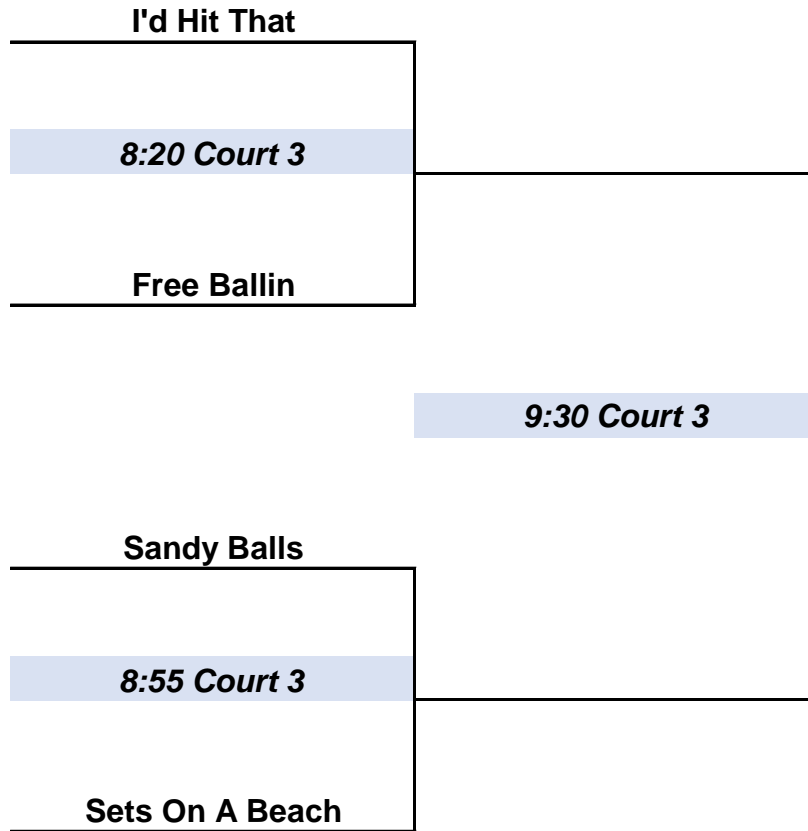 I'd Hit That
8:20 Court 3
Free Ballin
9:30 Court 3
Sandy Balls
8:55 Court 3
Sets On A Beach